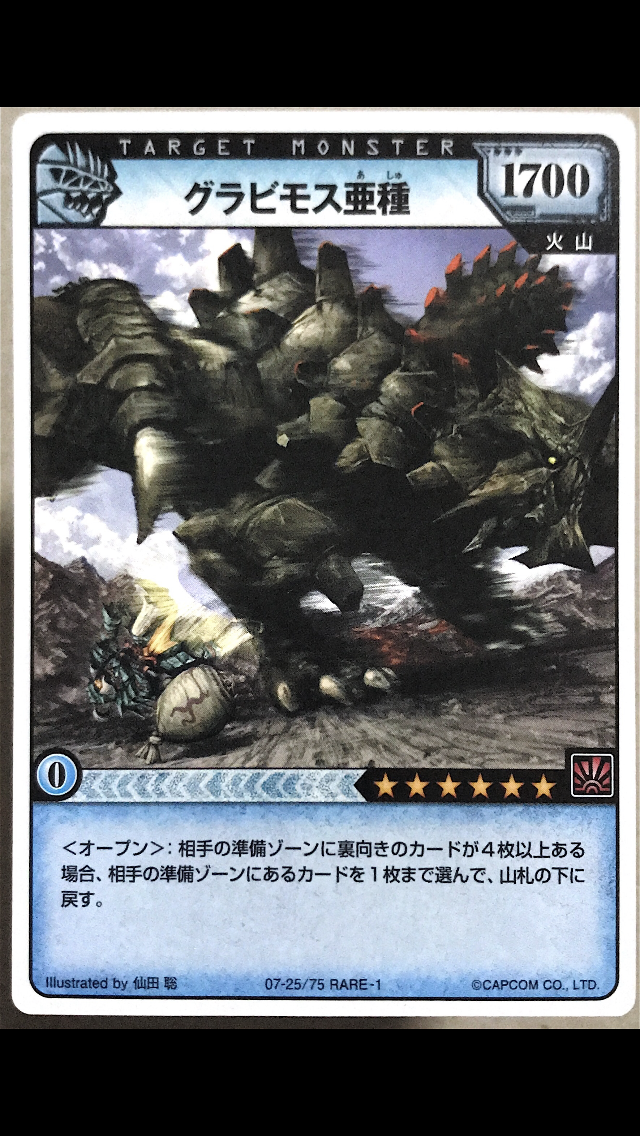 TARGET MONSTER
グラビモス亜種
あ しゅ
1700
火山
0
＜オープン＞：相手の準備ゾーンに裏向きのカードが４枚以上ある
場合、相手の準備ゾーンにあるカードを１枚まで選んで、山札の下に
戻す。
Illustrated by 仙田 聡
07-25/75 RARE-1
©CAPCOM CO., LTD.